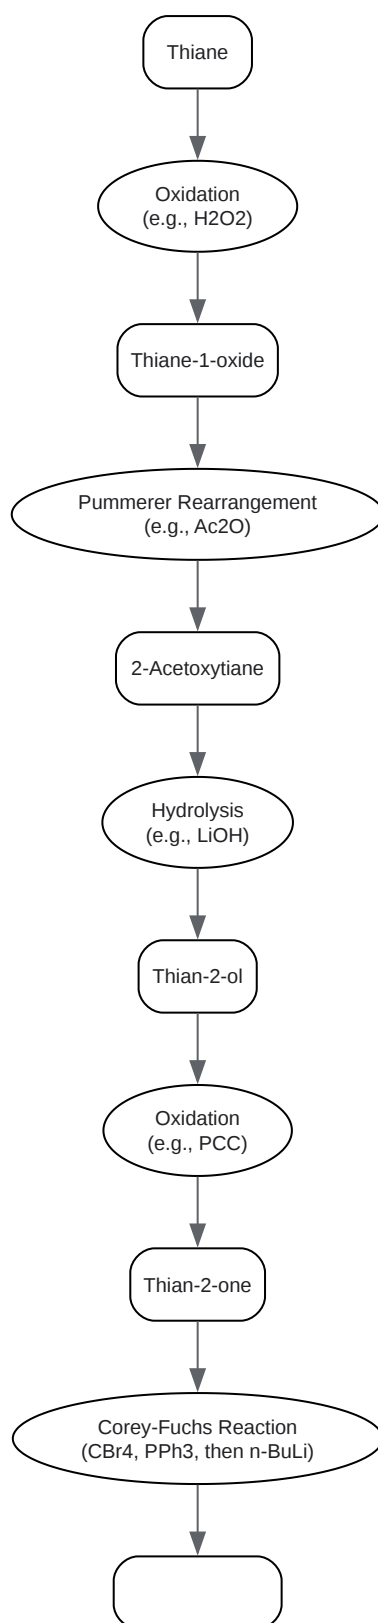 Thiane
Oxidation
(e.g., H2O2)
Thiane-1-oxide
Pummerer Rearrangement
(e.g., Ac2O)
2-Acetoxytiane
Hydrolysis
(e.g., LiOH)
Thian-2-ol
Oxidation
(e.g., PCC)
Thian-2-one
Corey-Fuchs Reaction
(CBr4, PPh3, then n-BuLi)